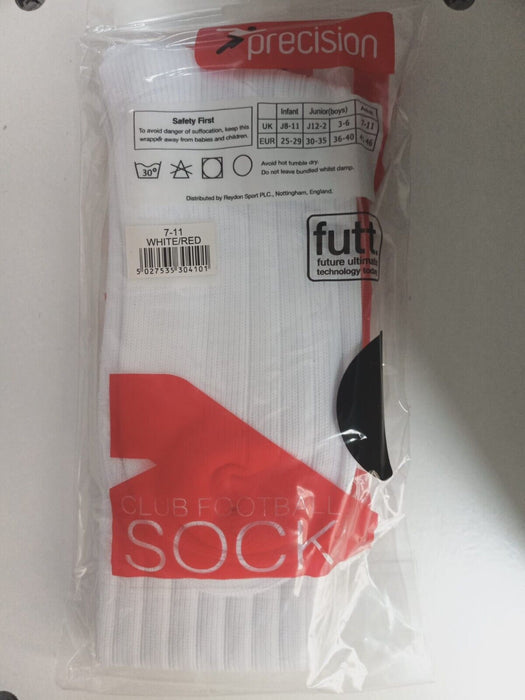 precision
Safety First
To avoid danger of suffocation, keep this
wrapper away from babies and children.
Infant Junior(boys)
UK J8-11 J12-2 3-6 7-11
EUR 25-29 30-35 36-40
30°
Avoid hot tumble dry.
Do not leave bundled whilst damp.
Distributed by Reydon Sport PLC., Nottingham, England.
7-11
WHITE/RED
5 027535 304101
futt.
future ultimate
technology today
CLUB FOOTBALL
SOCK